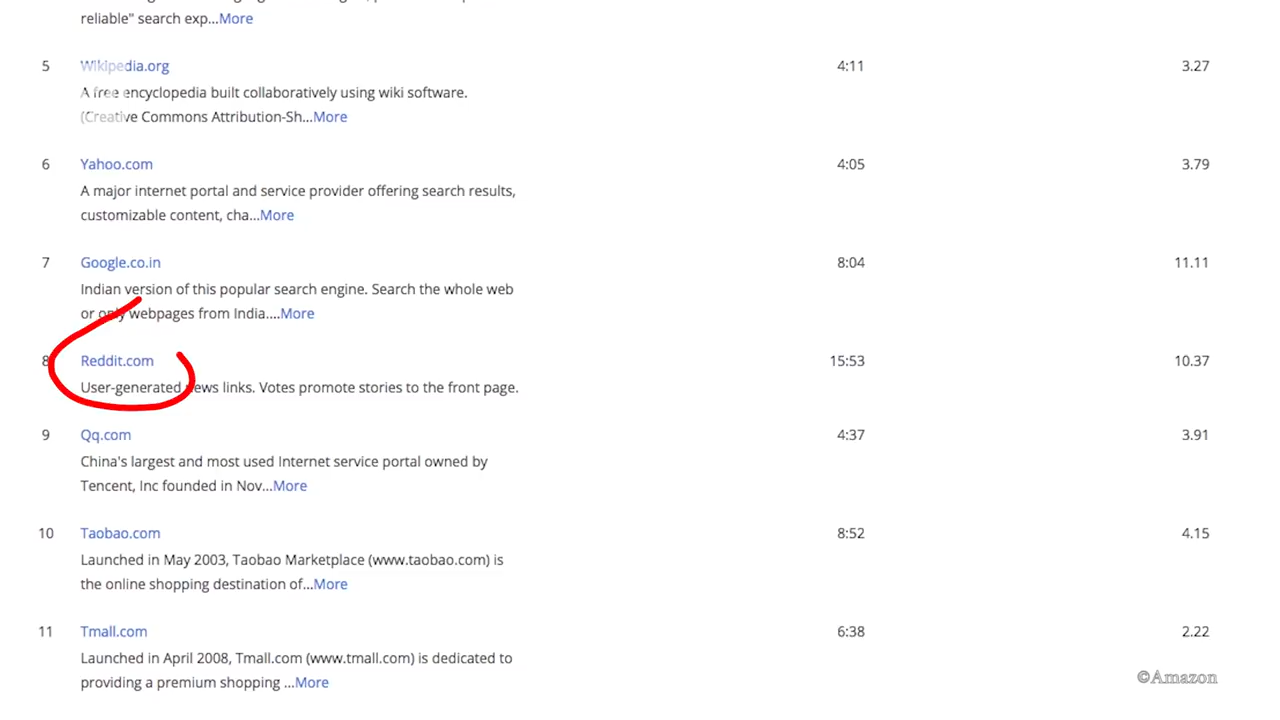 reliable" search exp...More
5 Wikipedia.org 4:11 3.27
A free encyclopedia built collaboratively using wiki software.
(Creative Commons Attribution-Sh...More
6 Yahoo.com 4:05 3.79
A major internet portal and service provider offering search results,
customizable content, cha...More
7 Google.co.in 8:04 11.11
Indian version of this popular search engine. Search the whole web
or only webpages from India....More
8 Reddit.com 15:53 10.37
User-generated news links. Votes promote stories to the front page.
9 Qq.com 4:37 3.91
China's largest and most used Internet service portal owned by
Tencent, Inc founded in Nov...More
10 Taobao.com 8:52 4.15
Launched in May 2003, Taobao Marketplace (www.taobao.com) is
the online shopping destination of...More
11 Tmall.com 6:38 2.22
Launched in April 2008, Tmall.com (www.tmall.com) is dedicated to
providing a premium shopping ...More
©Amazon